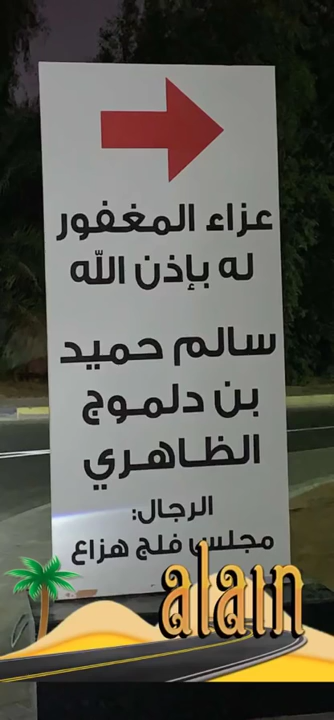 عزاء المغفور
له بإذن الله
سالم حميد
بن دلموج
الظاهري
الرجال:
مجلس فلج هزاع
alain